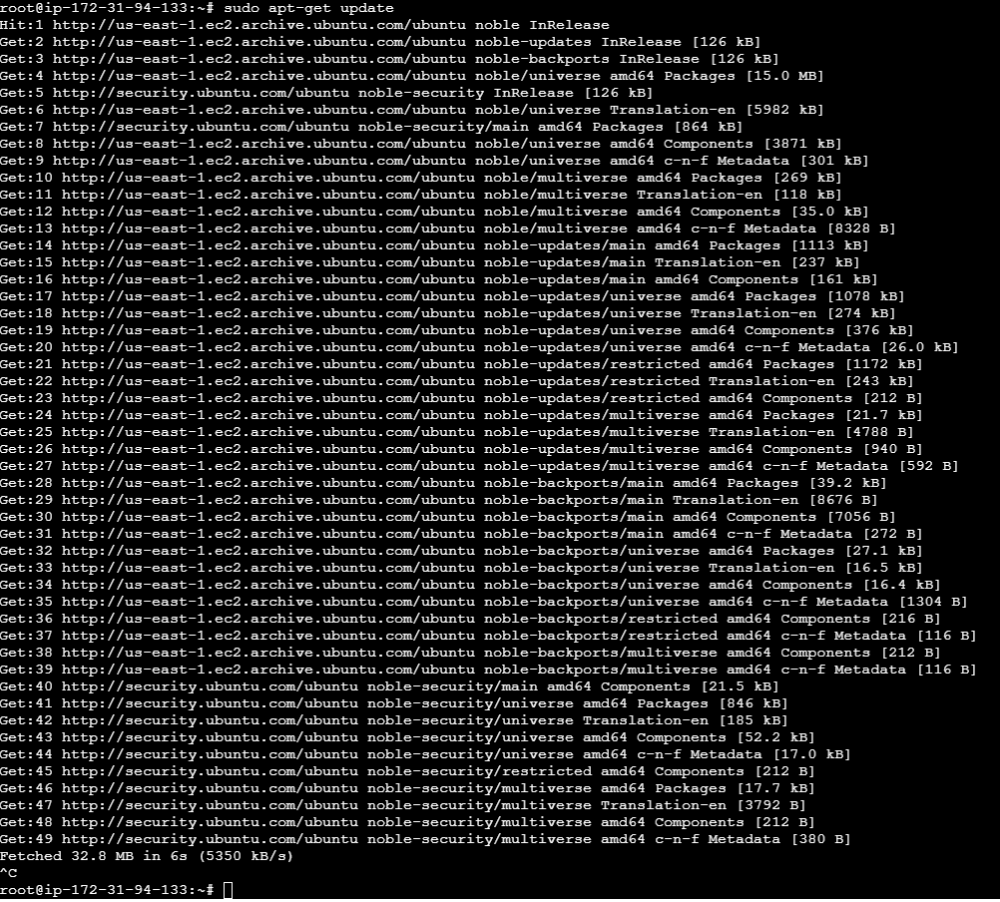 root@ip-172-31-94-133:~# sudo apt-get update
Hit:1 http://us-east-1.ec2.archive.ubuntu.com/ubuntu noble InRelease
Get:2 http://us-east-1.ec2.archive.ubuntu.com/ubuntu noble-updates InRelease [126 kB]
Get:3 http://us-east-1.ec2.archive.ubuntu.com/ubuntu noble-backports InRelease [126 kB]
Get:4 http://us-east-1.ec2.archive.ubuntu.com/ubuntu noble/universe amd64 Packages [15.0 MB]
Get:5 http://security.ubuntu.com/ubuntu noble-security InRelease [126 kB]
Get:6 http://us-east-1.ec2.archive.ubuntu.com/ubuntu noble/universe Translation-en [5982 kB]
Get:7 http://security.ubuntu.com/ubuntu noble-security/main amd64 Packages [864 kB]
Get:8 http://us-east-1.ec2.archive.ubuntu.com/ubuntu noble/universe amd64 Components [3871 kB]
Get:9 http://us-east-1.ec2.archive.ubuntu.com/ubuntu noble/universe amd64 c-n-f Metadata [301 kB]
Get:10 http://us-east-1.ec2.archive.ubuntu.com/ubuntu noble/multiverse amd64 Packages [269 kB]
Get:11 http://us-east-1.ec2.archive.ubuntu.com/ubuntu noble/multiverse Translation-en [118 kB]
Get:12 http://us-east-1.ec2.archive.ubuntu.com/ubuntu noble/multiverse amd64 Components [35.0 kB]
Get:13 http://us-east-1.ec2.archive.ubuntu.com/ubuntu noble/multiverse amd64 c-n-f Metadata [8328 B]
Get:14 http://us-east-1.ec2.archive.ubuntu.com/ubuntu noble-updates/main amd64 Packages [1113 kB]
Get:15 http://us-east-1.ec2.archive.ubuntu.com/ubuntu noble-updates/main Translation-en [237 kB]
Get:16 http://us-east-1.ec2.archive.ubuntu.com/ubuntu noble-updates/main amd64 Components [161 kB]
Get:17 http://us-east-1.ec2.archive.ubuntu.com/ubuntu noble-updates/universe amd64 Packages [1078 kB]
Get:18 http://us-east-1.ec2.archive.ubuntu.com/ubuntu noble-updates/universe Translation-en [274 kB]
Get:19 http://us-east-1.ec2.archive.ubuntu.com/ubuntu noble-updates/universe amd64 Components [376 kB]
Get:20 http://us-east-1.ec2.archive.ubuntu.com/ubuntu noble-updates/universe amd64 c-n-f Metadata [26.0 kB]
Get:21 http://us-east-1.ec2.archive.ubuntu.com/ubuntu noble-updates/restricted amd64 Packages [1172 kB]
Get:22 http://us-east-1.ec2.archive.ubuntu.com/ubuntu noble-updates/restricted Translation-en [243 kB]
Get:23 http://us-east-1.ec2.archive.ubuntu.com/ubuntu noble-updates/restricted amd64 Components [212 B]
Get:24 http://us-east-1.ec2.archive.ubuntu.com/ubuntu noble-updates/multiverse amd64 Packages [21.7 kB]
Get:25 http://us-east-1.ec2.archive.ubuntu.com/ubuntu noble-updates/multiverse Translation-en [4788 B]
Get:26 http://us-east-1.ec2.archive.ubuntu.com/ubuntu noble-updates/multiverse amd64 Components [940 B]
Get:27 http://us-east-1.ec2.archive.ubuntu.com/ubuntu noble-updates/multiverse amd64 c-n-f Metadata [592 B]
Get:28 http://us-east-1.ec2.archive.ubuntu.com/ubuntu noble-backports/main amd64 Packages [39.2 kB]
Get:29 http://us-east-1.ec2.archive.ubuntu.com/ubuntu noble-backports/main Translation-en [8676 B]
Get:30 http://us-east-1.ec2.archive.ubuntu.com/ubuntu noble-backports/main amd64 Components [7056 B]
Get:31 http://us-east-1.ec2.archive.ubuntu.com/ubuntu noble-backports/main amd64 c-n-f Metadata [272 B]
Get:32 http://us-east-1.ec2.archive.ubuntu.com/ubuntu noble-backports/universe amd64 Packages [27.1 kB]
Get:33 http://us-east-1.ec2.archive.ubuntu.com/ubuntu noble-backports/universe Translation-en [16.5 kB]
Get:34 http://us-east-1.ec2.archive.ubuntu.com/ubuntu noble-backports/universe amd64 Components [16.4 kB]
Get:35 http://us-east-1.ec2.archive.ubuntu.com/ubuntu noble-backports/universe amd64 c-n-f Metadata [1304 B]
Get:36 http://us-east-1.ec2.archive.ubuntu.com/ubuntu noble-backports/restricted amd64 Components [216 B]
Get:37 http://us-east-1.ec2.archive.ubuntu.com/ubuntu noble-backports/restricted amd64 c-n-f Metadata [116 B]
Get:38 http://us-east-1.ec2.archive.ubuntu.com/ubuntu noble-backports/multiverse amd64 Components [212 B]
Get:39 http://us-east-1.ec2.archive.ubuntu.com/ubuntu noble-backports/multiverse amd64 c-n-f Metadata [116 B]
Get:40 http://security.ubuntu.com/ubuntu noble-security/main amd64 Components [21.5 kB]
Get:41 http://security.ubuntu.com/ubuntu noble-security/universe amd64 Packages [846 kB]
Get:42 http://security.ubuntu.com/ubuntu noble-security/universe Translation-en [185 kB]
Get:43 http://security.ubuntu.com/ubuntu noble-security/universe amd64 Components [52.2 kB]
Get:44 http://security.ubuntu.com/ubuntu noble-security/universe amd64 c-n-f Metadata [17.0 kB]
Get:45 http://security.ubuntu.com/ubuntu noble-security/restricted amd64 Components [212 B]
Get:46 http://security.ubuntu.com/ubuntu noble-security/multiverse amd64 Packages [17.7 kB]
Get:47 http://security.ubuntu.com/ubuntu noble-security/multiverse Translation-en [3792 B]
Get:48 http://security.ubuntu.com/ubuntu noble-security/multiverse amd64 Components [212 B]
Get:49 http://security.ubuntu.com/ubuntu noble-security/multiverse amd64 c-n-f Metadata [380 B]
Fetched 32.8 MB in 6s (5350 kB/s)
^C
root@ip-172-31-94-133:~#